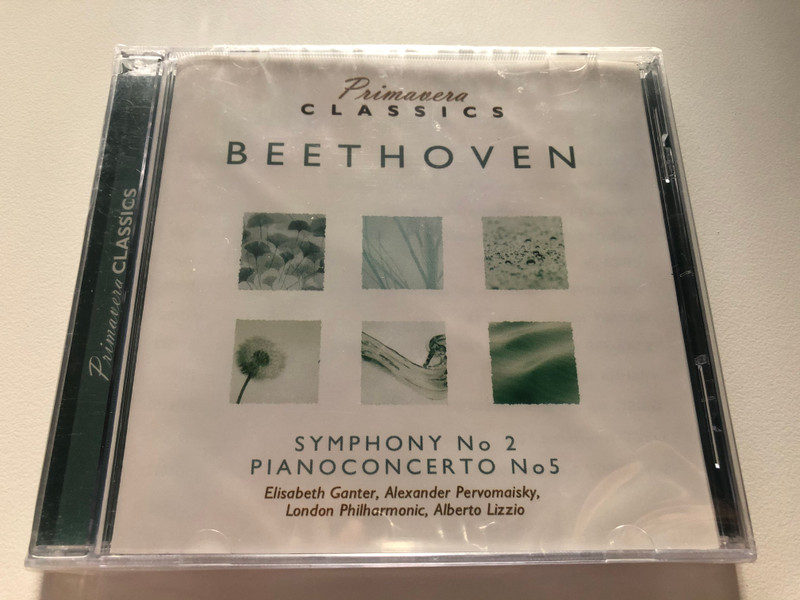 Primavera
CLASSICS
BEETHOVEN
SYMPHONY No 2
PIANOCONCERTO No5
Elisabeth Ganter, Alexander Pervomaisky,
London Philharmonic, Alberto Lizzio
Primavera CLASSICS